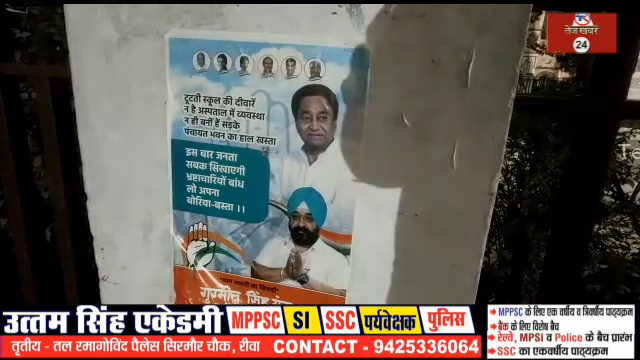 तेज खबर
24
टूटती स्कूल की दीवारें
न है अस्पताल में व्यवस्था
न ही बनीं हैं सड़कें
पंचायत भवन का हाल खस्ता
इस बार जनता
सबक सिखाएगी
भ्रष्टाचारियों बांध
लो अपना
बोरिया-बस्ता ।।
गुरमीत सिंह
उत्तम सिंह एकेडमी MPPSC SI SSC पर्यवेक्षक पुलिस
तृतीय - तल रमागोविंद पैलेस सिरमौर चौक, रीवा CONTACT - 9425336064
MPPSC के लिए एक वर्षीय व त्रिवर्षीय पाठ्यक्रम
बैंक के लिए विशेष बैच
रेल्वे, MPSI व Police के बैच प्रारंभ
SSC का एकवर्षीय पाठ्यक्रम